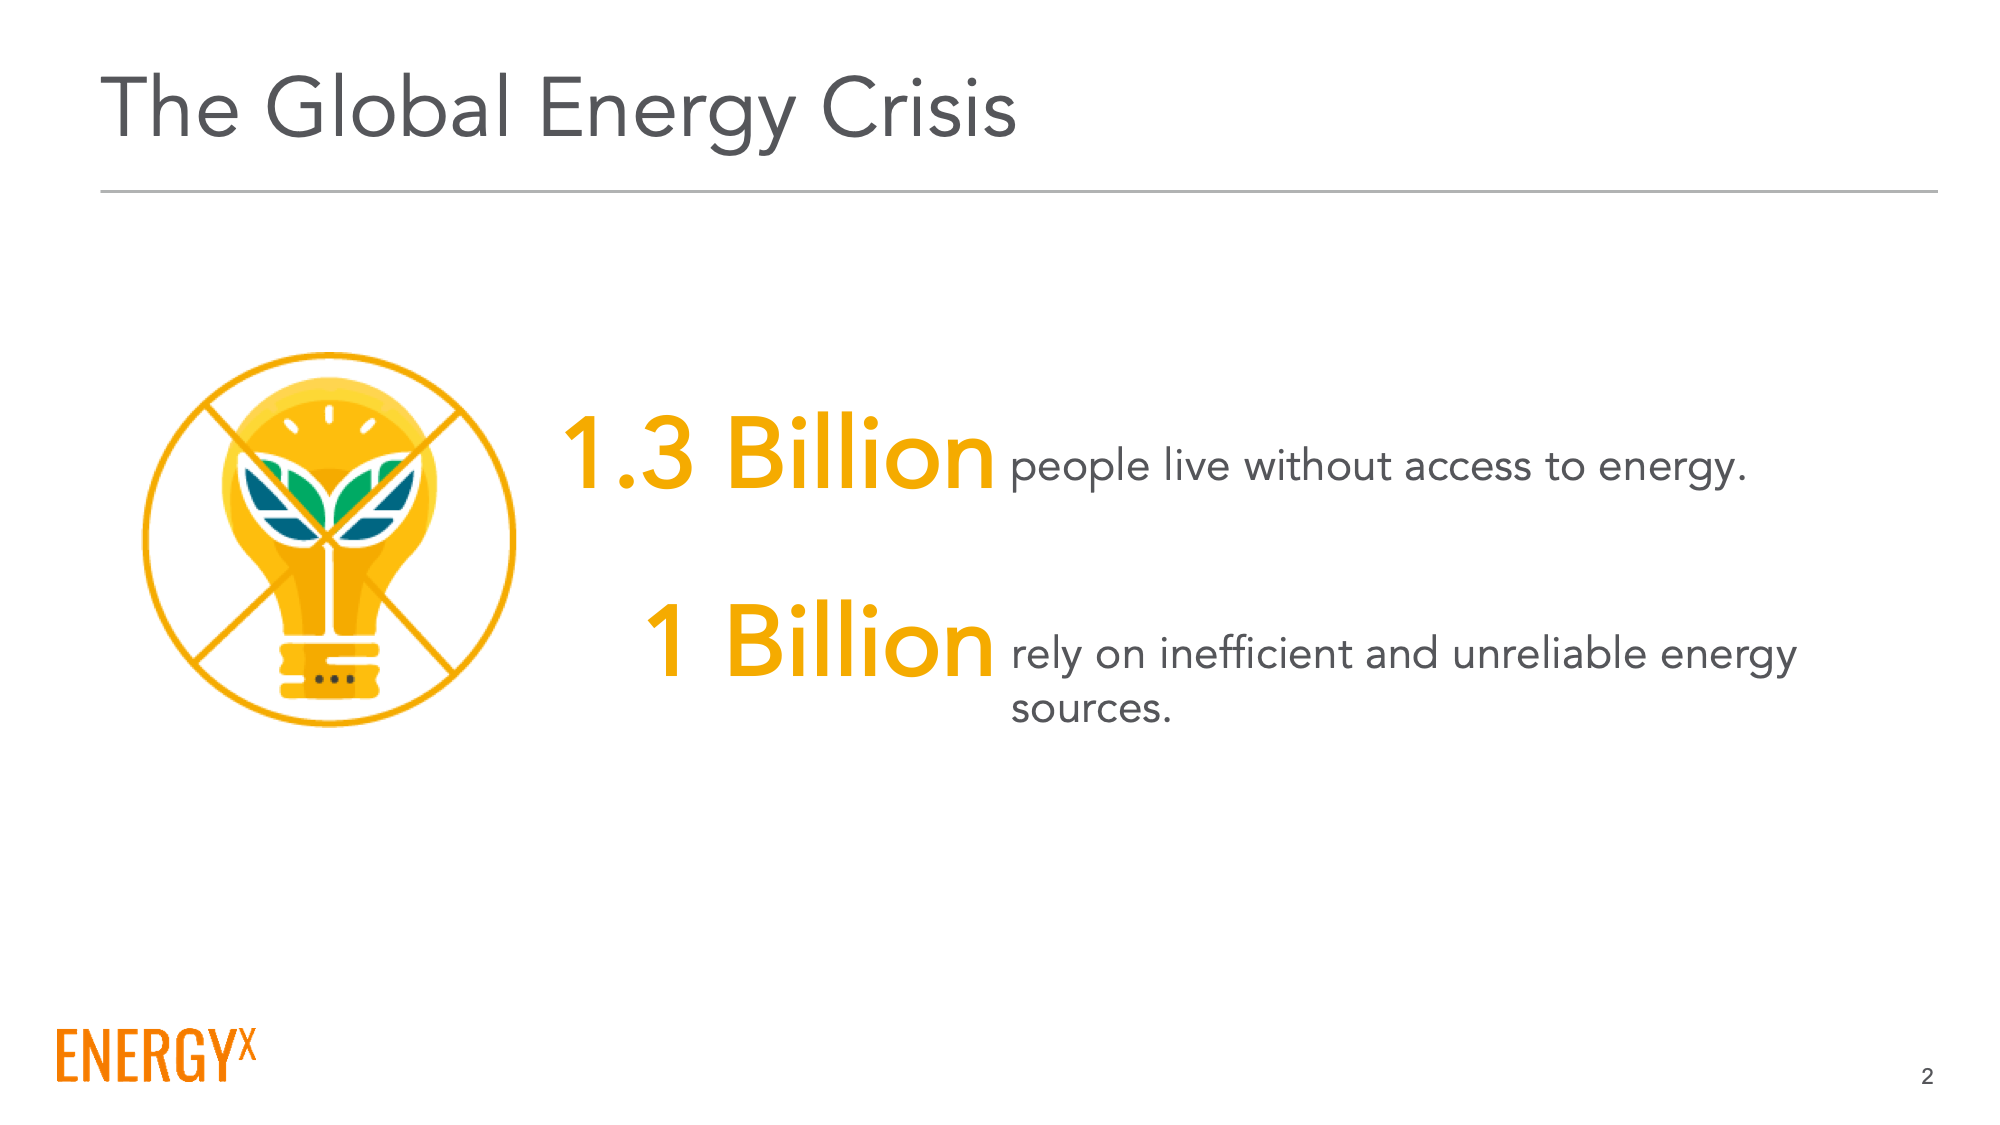 The Global Energy Crisis
1.3 Billion people live without access to energy.
1 Billion rely on inefficient and unreliable energy
sources.
ENERGYX
2